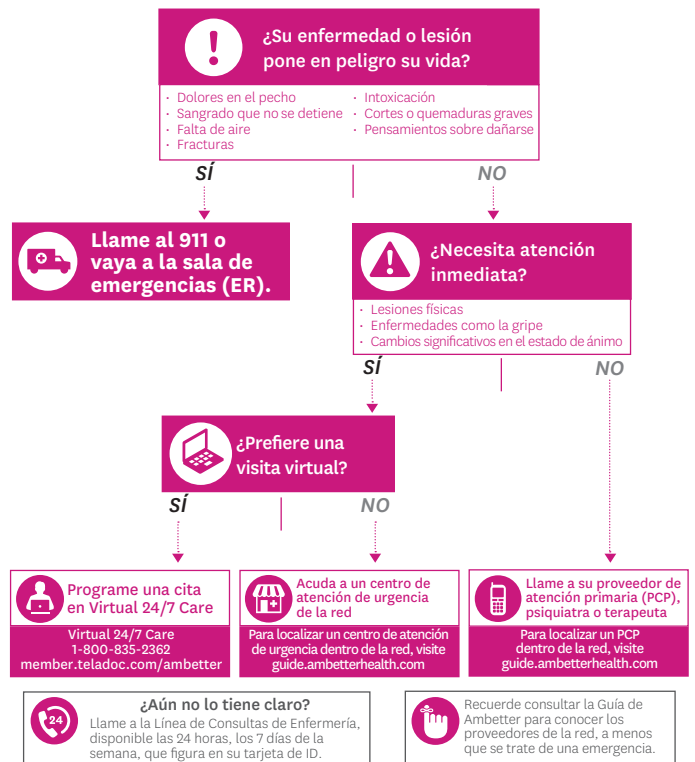 ¿Su enfermedad o lesión
pone en peligro su vida?
· Dolores en el pecho
· Sangrado que no se detiene
· Falta de aire
· Fracturas
· Intoxicación
· Cortes o quemaduras graves
· Pensamientos sobre dañarse
SÍ
NO
Llame al 911 o
vaya a la sala de
emergencias (ER).
¿Necesita atención
inmediata?
· Lesiones físicas
· Enfermedades como la gripe
· Cambios significativos en el estado de ánimo
SÍ
NO
¿Prefiere una
visita virtual?
SÍ
NO
Programe una cita
en Virtual 24/7 Care
Virtual 24/7 Care
1-800-835-2362
member.teladoc.com/ambetter
Acuda a un centro de
atención de urgencia
de la red
Para localizar un centro de atención
de urgencia dentro de la red, visite
guide.ambetterhealth.com
Llame a su proveedor de
atención primaria (PCP),
psiquiatra o terapeuta
Para localizar un PCP
dentro de la red, visite
guide.ambetterhealth.com
24
¿Aún no lo tiene claro?
Llame a la Línea de Consultas de Enfermería,
disponible las 24 horas, los 7 días de la
semana, que figura en su tarjeta de ID.
Recuerde consultar la Guía de
Ambetter para conocer los
proveedores de la red, a menos
que se trate de una emergencia.